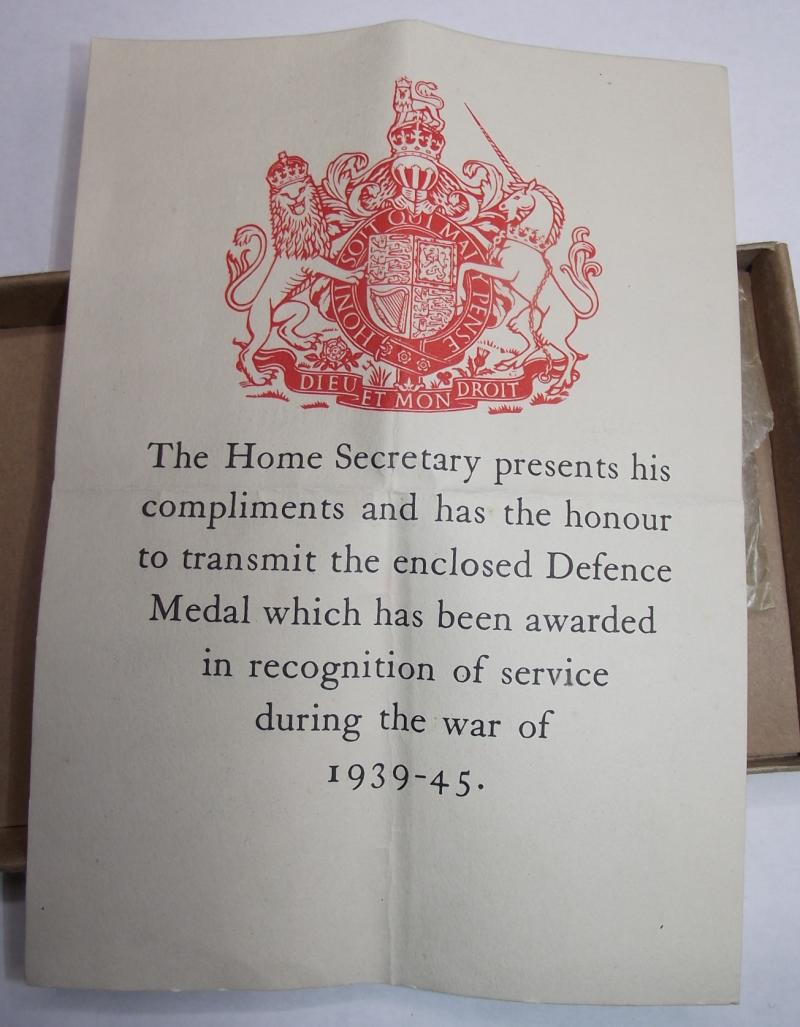 HONI SOIT QUI MAL Y PENSE
DIEU ET MON DROIT
The Home Secretary presents his
compliments and has the honour
to transmit the enclosed Defence
Medal which has been awarded
in recognition of service
during the war of
1939-45.